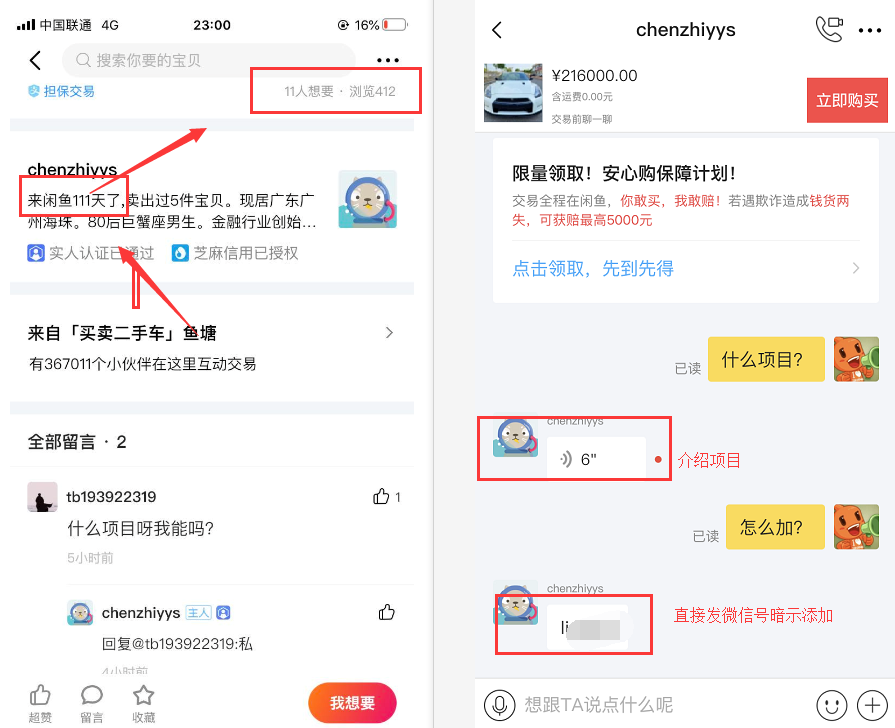 中国联通 4G
23:00
16%
搜索你要的宝贝
担保交易
11人想要 · 浏览412
chenzhiyys
来闲鱼111天了,卖出过5件宝贝。现居广东广
州海珠。80后巨蟹座男生。金融行业创始...
实人认证已通过
芝麻信用已授权
来自「买卖二手车」鱼塘
有367011个小伙伴在这里互动交易
全部留言 · 2
tb193922319
1
什么项目呀我能吗?
5小时前
chenzhiyys 主人
回复@tb193922319:私
4小时前
超赞
留言
收藏
我想要
chenzhiyys
¥216000.00
含运费0.00元
交易前聊一聊
立即购买
限量领取！安心购保障计划！
交易全程在闲鱼，你敢买，我敢赔！若遇欺诈造成钱货两
失，可获赔最高5000元
点击领取，先到先得
已读
什么项目?
chenzhiyys
6"
介绍项目
已读
怎么加?
chenzhiyys
li
直接发微信号暗示添加
想跟TA说点什么呢